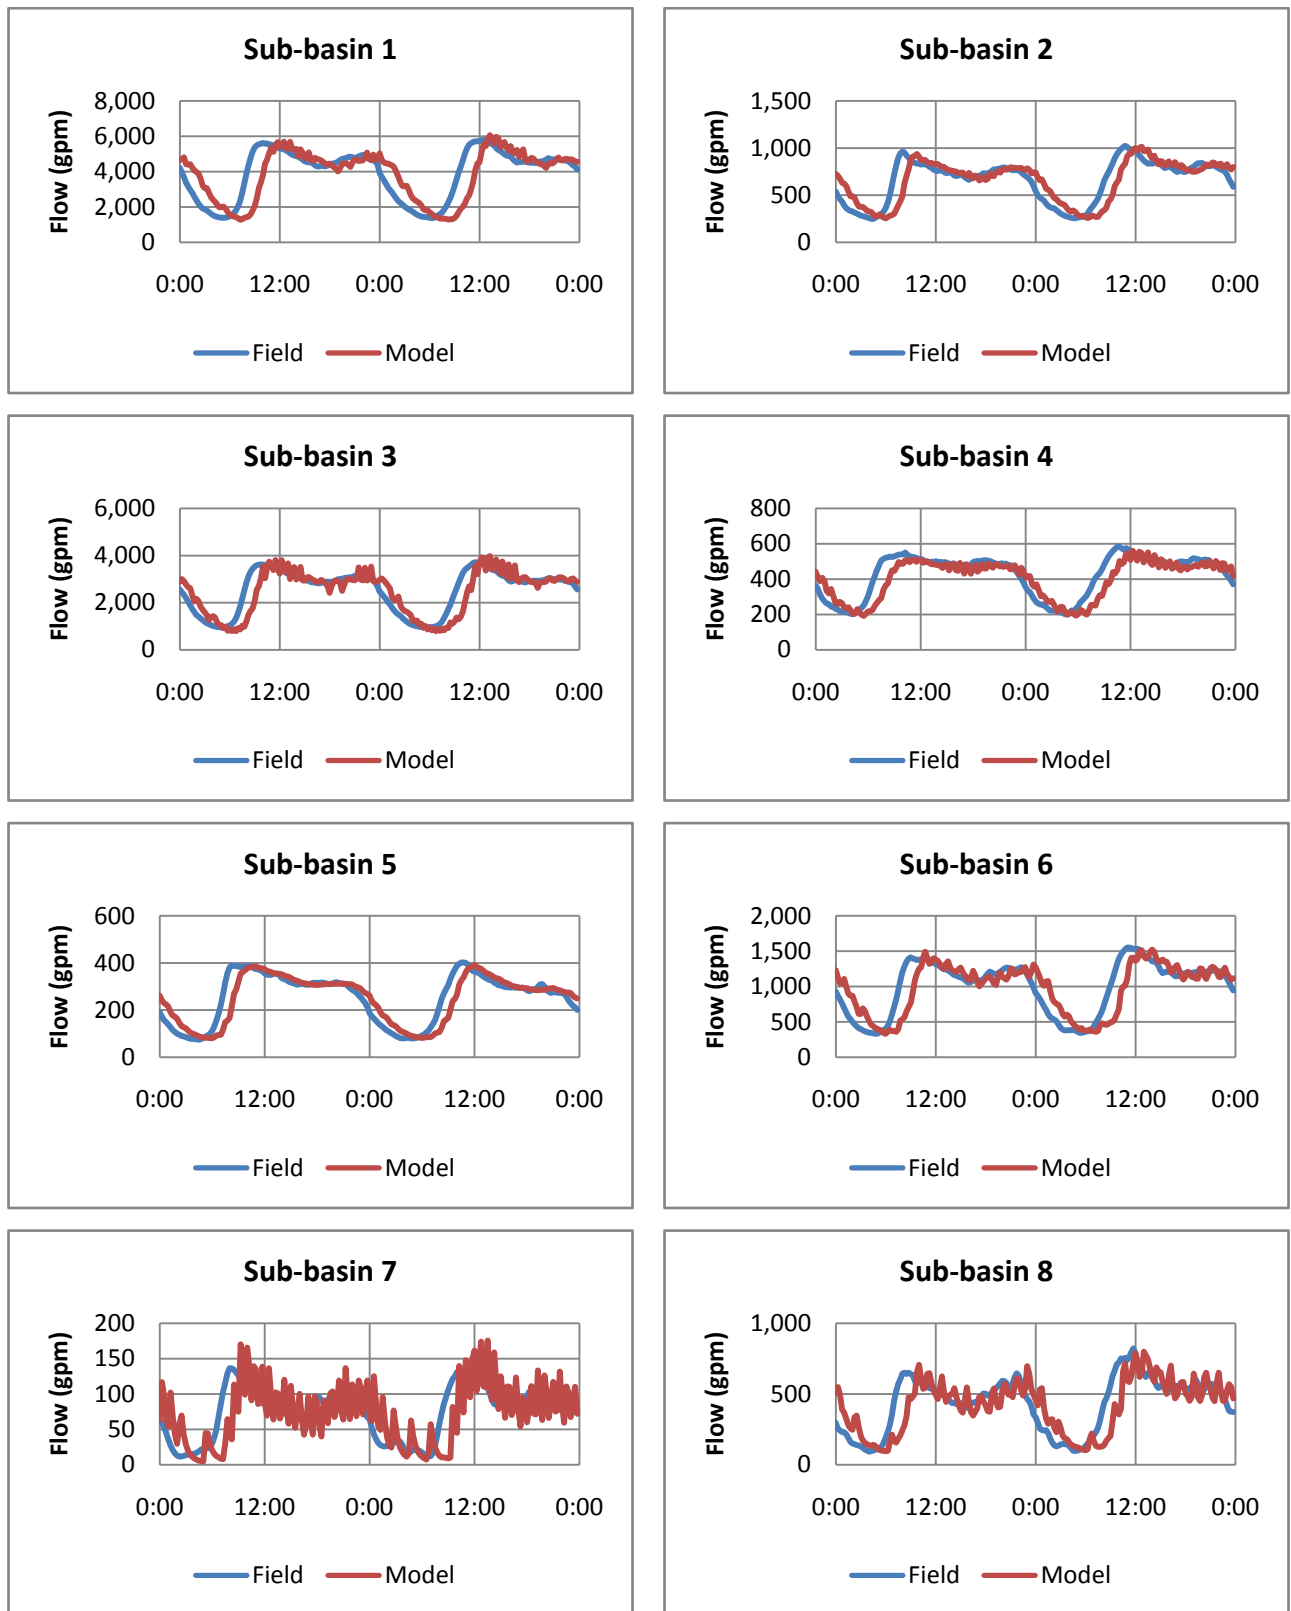 Sub-basin 1
Flow (gpm)
8,000
6,000
4,000
2,000
0
0:00 12:00 0:00 12:00 0:00
Field Model
Sub-basin 2
Flow (gpm)
1,500
1,000
500
0
0:00 12:00 0:00 12:00 0:00
Field Model
Sub-basin 3
Flow (gpm)
6,000
4,000
2,000
0
0:00 12:00 0:00 12:00 0:00
Field Model
Sub-basin 4
Flow (gpm)
800
600
400
200
0
0:00 12:00 0:00 12:00 0:00
Field Model
Sub-basin 5
Flow (gpm)
600
400
200
0
0:00 12:00 0:00 12:00 0:00
Field Model
Sub-basin 6
Flow (gpm)
2,000
1,500
1,000
500
0
0:00 12:00 0:00 12:00 0:00
Field Model
Sub-basin 7
Flow (gpm)
200
150
100
50
0
0:00 12:00 0:00 12:00 0:00
Field Model
Sub-basin 8
Flow (gpm)
1,000
500
0
0:00 12:00 0:00 12:00 0:00
Field Model